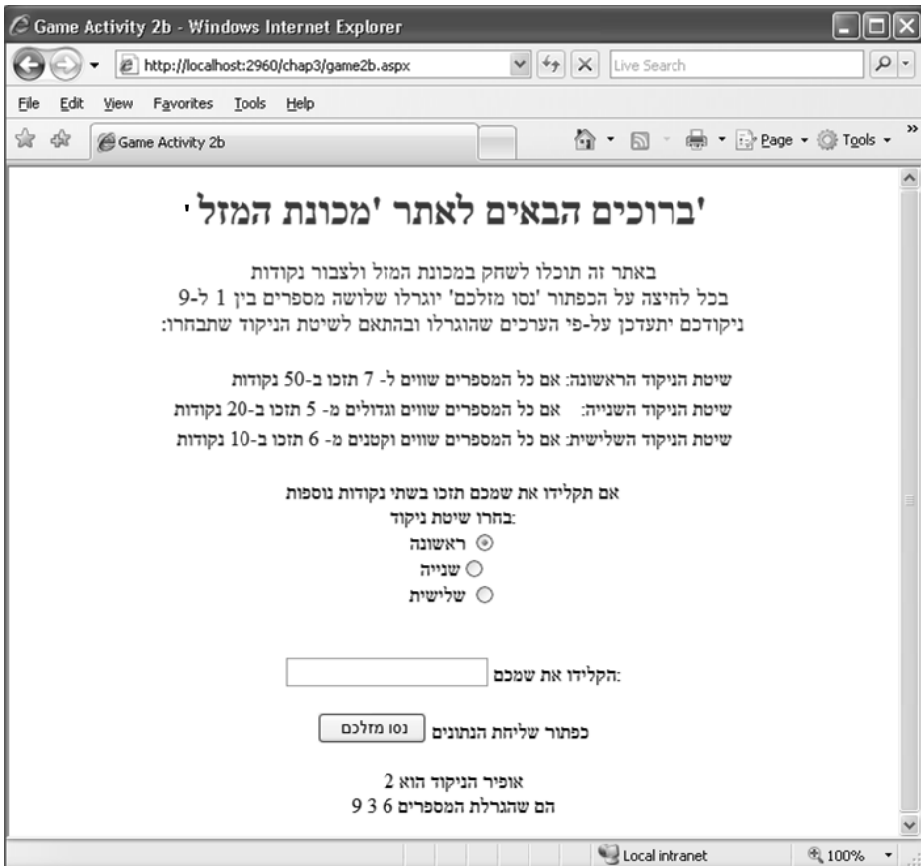 Game Activity 2b - Windows Internet Explorer
http://localhost:2960/chap3/game2b.aspx
Live Search
File Edit View Favorites Tools Help
Game Activity 2b
Page Tools
'ברוכים הבאים לאתר 'מכונת המזל'
באתר זה תוכלו לשחק במכונת המזל ולצבור נקודות
בכל לחיצה על הכפתור 'נסו מזלכם' יוגרלו שלושה מספרים בין 1 ל-9
ניקודכם יתעדכן על-פי הערכים שהוגרלו ובהתאם לשיטת הניקוד שתבחרו:
שיטת הניקוד הראשונה: אם כל המספרים שווים ל- 7 תזכו ב-50 נקודות
שיטת הניקוד השנייה: אם כל המספרים שווים וגדולים מ- 5 תזכו ב-20 נקודות
שיטת הניקוד השלישית: אם כל המספרים שווים וקטנים מ- 6 תזכו ב-10 נקודות
אם תקלידו את שמכם תזכו בשתי נקודות נוספות
:בחרו שיטת ניקוד
ראשונה
שנייה
שלישית
:הקלידו את שמכם
כפתור שליחת הנתונים נסו מזלכם
אופיר הניקוד הוא 2
הם שהגרלת המספרים 6 3 9
Local intranet 100%